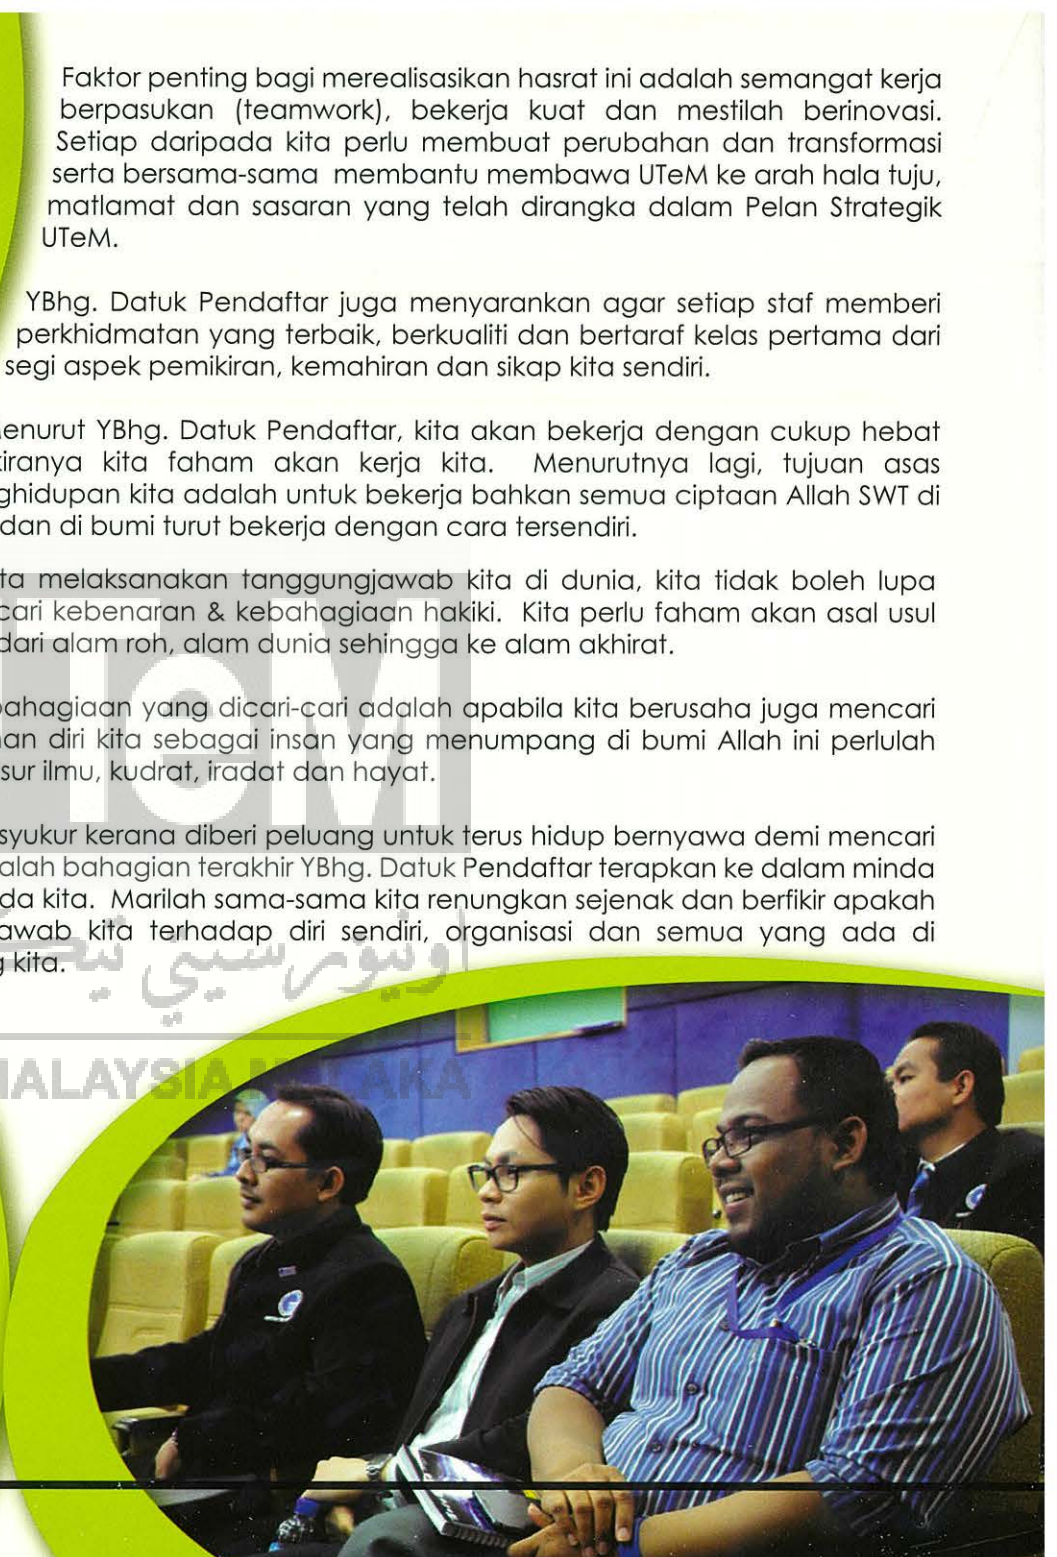 Faktor penting bagi merealisasikan hasrat ini adalah semangat kerja
berpasukan (teamwork), bekerja kuat dan mestilah berinovasi.
Setiap daripada kita perlu membuat perubahan dan transformasi
serta bersama-sama membantu membawa UTeM ke arah hala tuju,
matlamat dan sasaran yang telah dirangka dalam Pelan Strategik
UTeM.
YBhg. Datuk Pendaftar juga menyarankan agar setiap staf memberi
perkhidmatan yang terbaik, berkualiti dan bertaraf kelas pertama dari
segi aspek pemikiran, kemahiran dan sikap kita sendiri.
enurut YBhg. Datuk Pendaftar, kita akan bekerja dengan cukup hebat
kiranya kita faham akan kerja kita. Menurutnya lagi, tujuan asas
ghidupan kita adalah untuk bekerja bahkan semua ciptaan Allah SWT di
dan di bumi turut bekerja dengan cara tersendiri.
ta melaksanakan tanggungjawab kita di dunia, kita tidak boleh lupa
cari kebenaran & kebahagiaan hakiki. Kita perlu faham akan asal usul
dari alam roh, alam dunia sehingga ke alam akhirat.
bahagiaan yang dicari-cari adalah apabila kita berusaha juga mencari
an diri kita sebagai insan yang menumpang di bumi Allah ini perlulah
sur ilmu, kudrat, iradat dan hayat.
syukur kerana diberi peluang untuk terus hidup bernyawa demi mencari
alah bahagian terakhir YBhg. Datuk Pendaftar terapkan ke dalam minda
da kita. Marilah sama-sama kita renungkan sejenak dan berfikir apakah
awab kita terhadap diri sendiri, organisasi dan semua yang ada di
g kita.
TeM
اونيۏرسيتي
MALAYSIA MELAKA